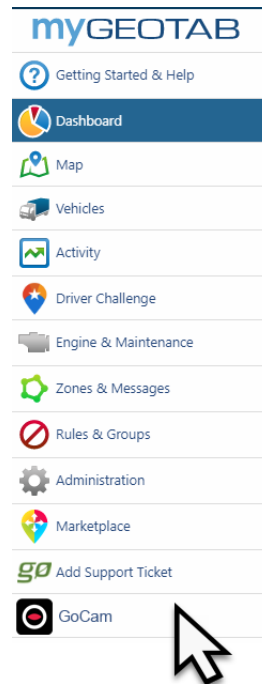 myGEOTAB
Getting Started & Help
Dashboard
Map
Vehicles
Activity
Driver Challenge
Engine & Maintenance
Zones & Messages
Rules & Groups
Administration
Marketplace
go Add Support Ticket
GoCam